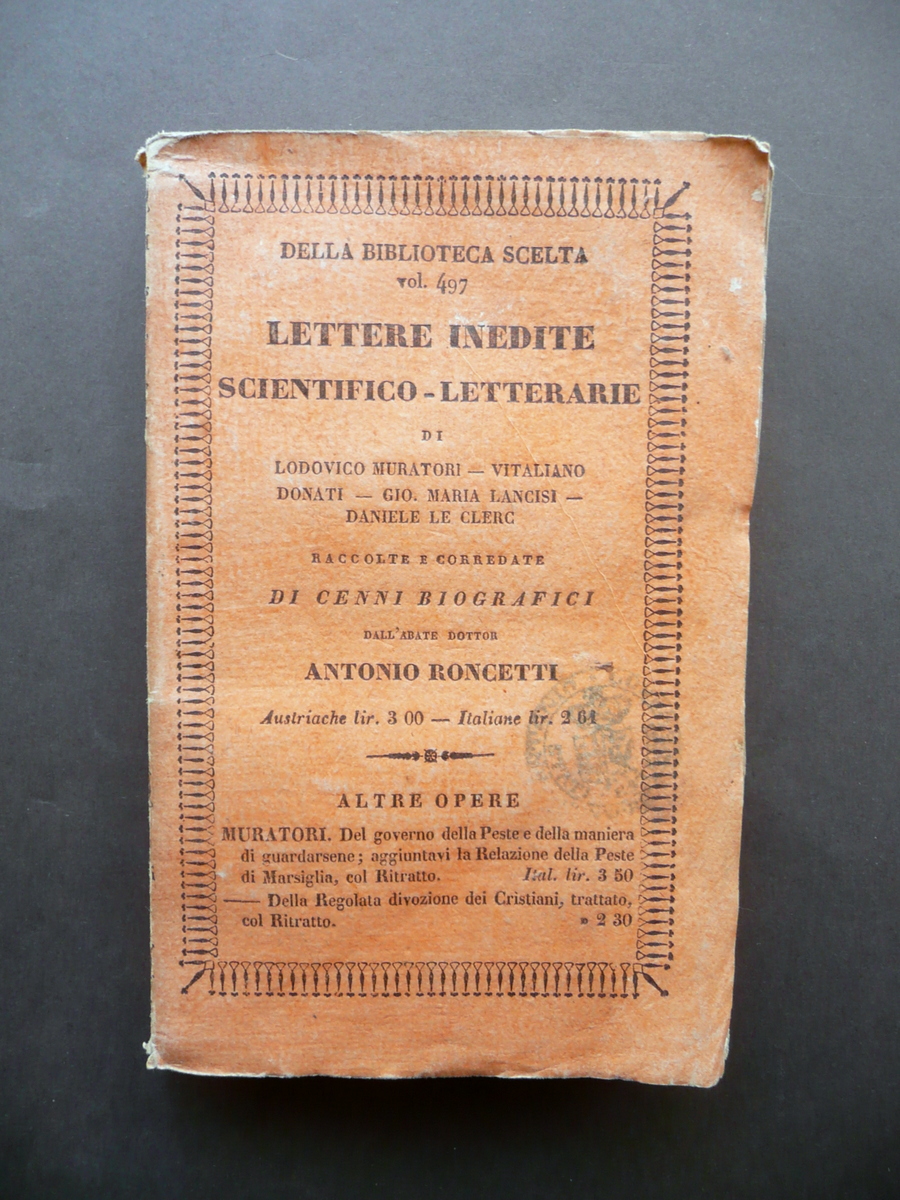 DELLA BIBLIOTECA SCELTA
vol. 497
LETTERE INEDITE
SCIENTIFICO-LETTERARIE
DI
LODOVICO MURATORI — VITALIANO
DONATI — GIO. MARIA LANCISI —
DANIELE LE CLERC
RACCOLTE E CORREDATE
DI CENNI BIOGRAFICI
DALL'ABATE DOTTOR
ANTONIO RONCETTI
Austriache lir. 3 00 — Italiane lir. 2 61
ALTRE OPERE
MURATORI. Del governo della Peste e della maniera
di guardarsene; aggiuntavi la Relazione della Peste
di Marsiglia, col Ritratto. Ital. lir. 3 50
— Della Regolata divozione dei Cristiani, trattato,
col Ritratto. » 2 30